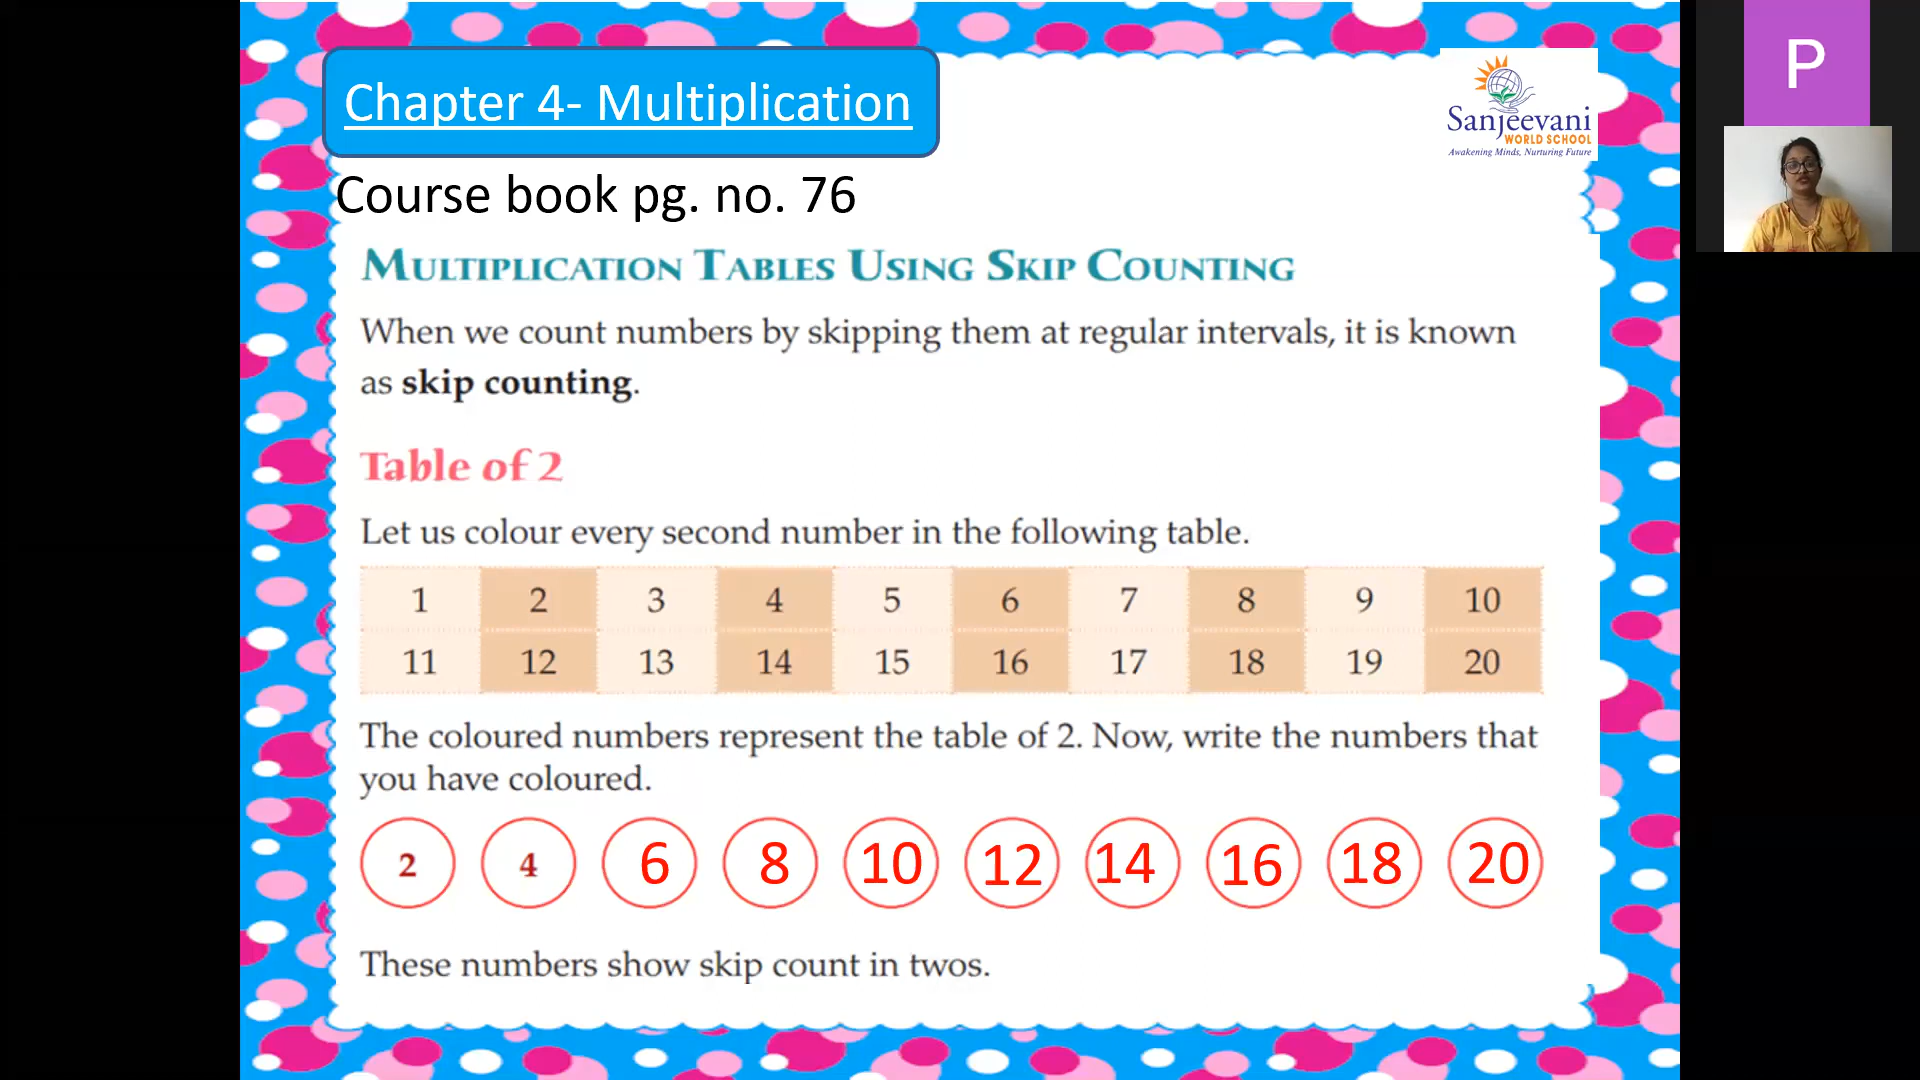 Chapter 4- Multiplication
Sanjeevani
WORLD SCHOOL
Awakening Minds, Nurturing Future
P
Course book pg. no. 76
MULTIPLICATION TABLES USING SKIP COUNTING
When we count numbers by skipping them at regular intervals, it is known
as skip counting.
Table of 2
Let us colour every second number in the following table.
1 2 3 4 5 6 7 8 9 10
11 12 13 14 15 16 17 18 19 20
The coloured numbers represent the table of 2. Now, write the numbers that
you have coloured.
2 4 6 8 10 12 14 16 18 20
These numbers show skip count in twos.